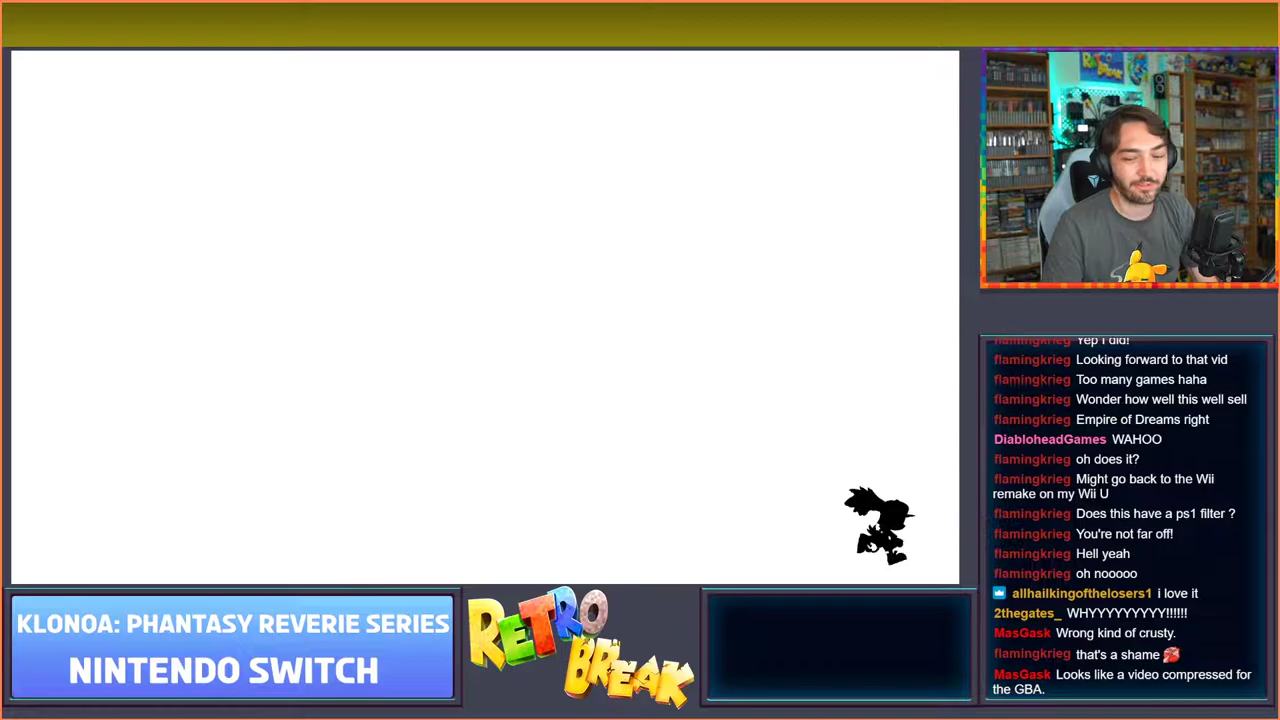 flamingkrieg Yep I did!
flamingkrieg Looking forward to that vid
flamingkrieg Too many games haha
flamingkrieg Wonder how well this well sell
flamingkrieg Empire of Dreams right
DiabloheadGames WAHOO
flamingkrieg oh does it?
flamingkrieg Might go back to the Wii
remake on my Wii U
flamingkrieg Does this have a ps1 filter ?
flamingkrieg You're not far off!
flamingkrieg Hell yeah
flamingkrieg oh nooooo
allhailkingofthelosers1 i love it
2thegates_ WHYYYYYYYYY!!!!!!
MasGask Wrong kind of crusty.
flamingkrieg that's a shame
MasGask Looks like a video compressed for
the GBA.
KLONOA: PHANTASY REVERIE SERIES
NINTENDO SWITCH
RETRO
BREAK